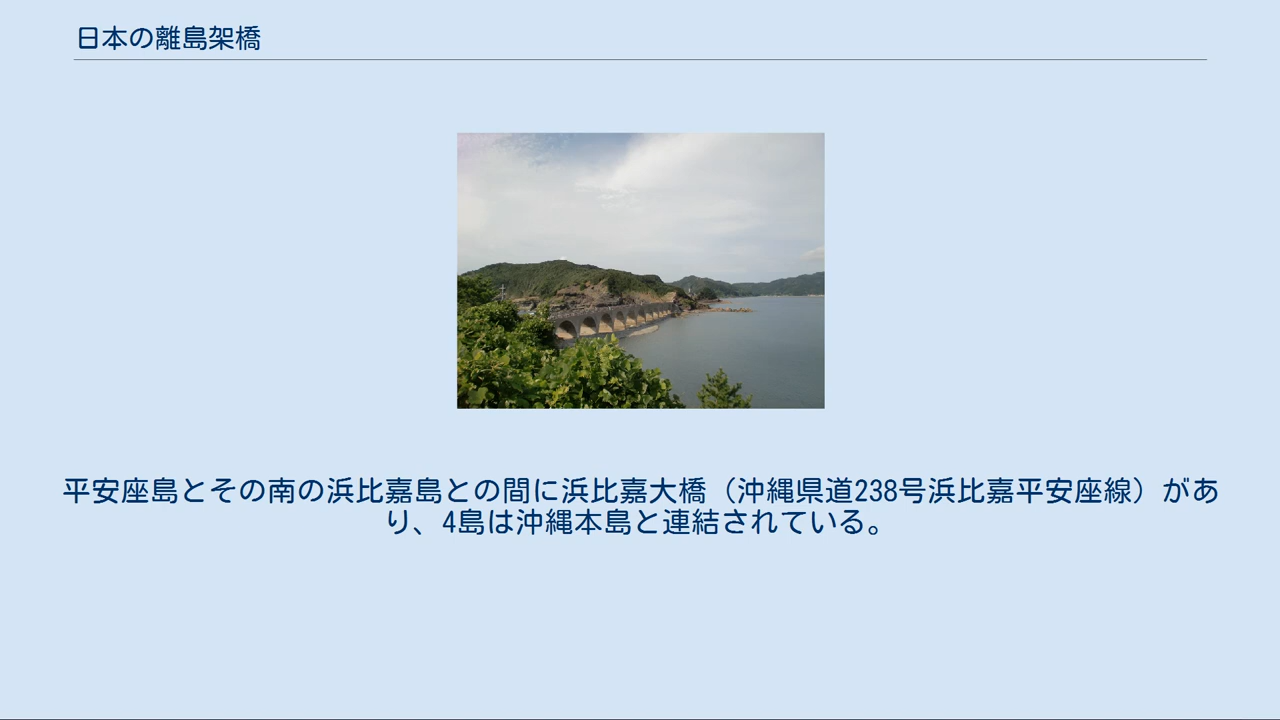 日本の離島架橋
平安座島とその南の浜比嘉島との間に浜比嘉大橋（沖縄県道238号浜比嘉平安座線）があ
り、4島は沖縄本島と連結されている。